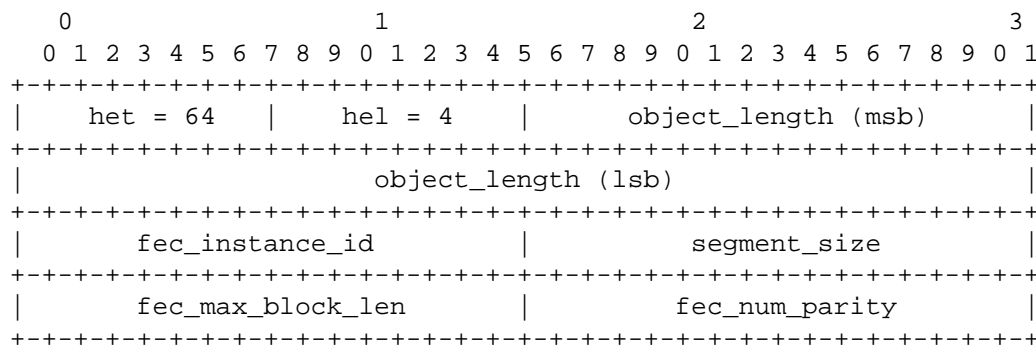 0                   1                   2                   3
0 1 2 3 4 5 6 7 8 9 0 1 2 3 4 5 6 7 8 9 0 1 2 3 4 5 6 7 8 9 0 1
+-+-+-+-+-+-+-+-+-+-+-+-+-+-+-+-+-+-+-+-+-+-+-+-+-+-+-+-+-+-+-+-+
|   het = 64    |    hel = 4    |      object_length (msb)      |
+-+-+-+-+-+-+-+-+-+-+-+-+-+-+-+-+-+-+-+-+-+-+-+-+-+-+-+-+-+-+-+-+
|                      object_length (lsb)                      |
+-+-+-+-+-+-+-+-+-+-+-+-+-+-+-+-+-+-+-+-+-+-+-+-+-+-+-+-+-+-+-+-+
|       fec_instance_id         |          segment_size         |
+-+-+-+-+-+-+-+-+-+-+-+-+-+-+-+-+-+-+-+-+-+-+-+-+-+-+-+-+-+-+-+-+
|       fec_max_block_len       |         fec_num_parity        |
+-+-+-+-+-+-+-+-+-+-+-+-+-+-+-+-+-+-+-+-+-+-+-+-+-+-+-+-+-+-+-+-+